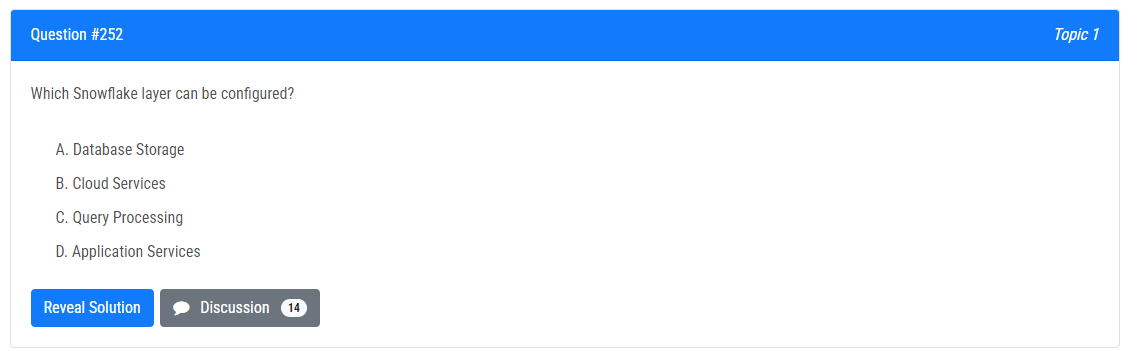 Question #252 Topic 1
Which Snowflake layer can be configured?
A. Database Storage
B. Cloud Services
C. Query Processing
D. Application Services
Reveal Solution Discussion 14